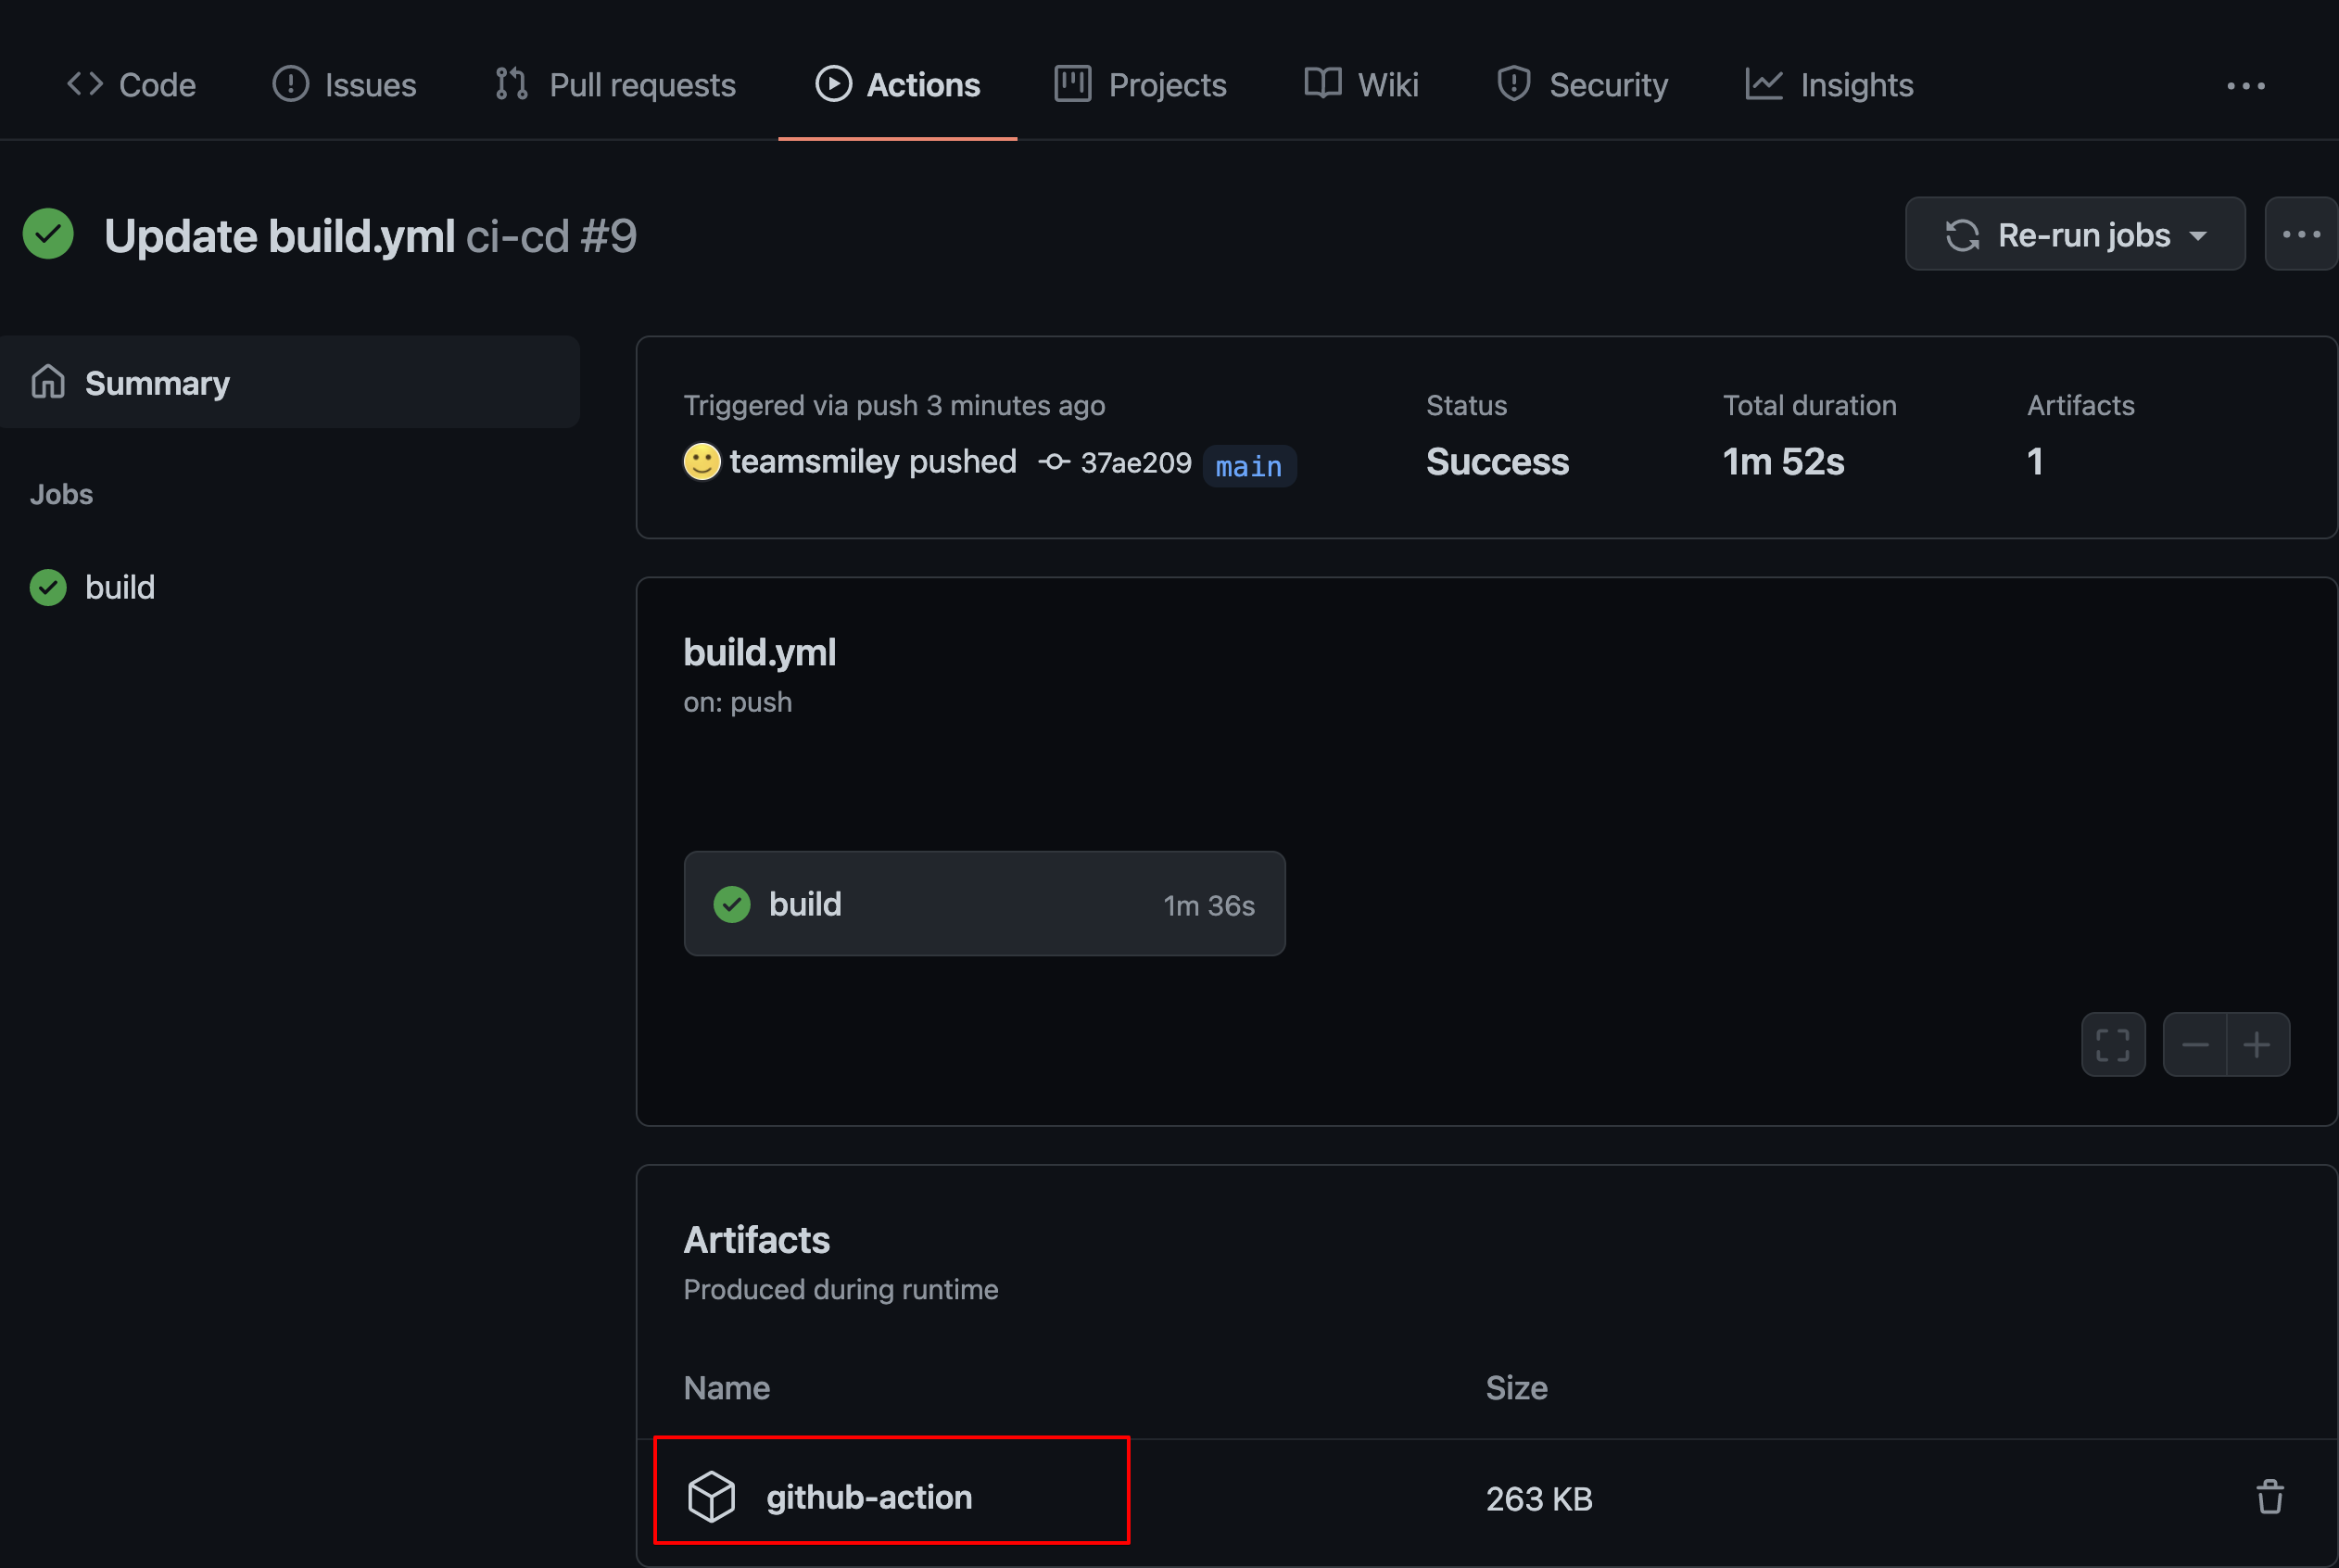 Code Issues Pull requests Actions Projects Wiki Security Insights
Update build.yml ci-cd #9
Re-run jobs
Summary
Jobs
build
Triggered via push 3 minutes ago
teamsmiley pushed 37ae209 main
Status
Success
Total duration
1m 52s
Artifacts
1
build.yml
on: push
build 1m 36s
Artifacts
Produced during runtime
Name Size
github-action 263 KB